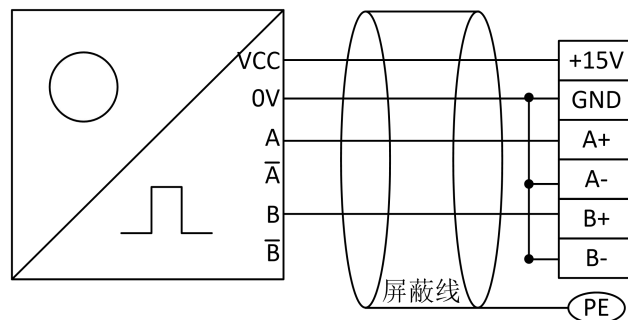 VCC
0V
A
A̅
B
B̅
+15V
GND
A+
A-
B+
B-
屏蔽线
PE